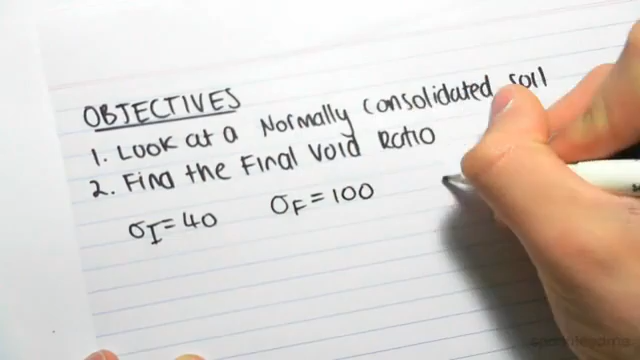 OBJECTIVES
1. Look at a Normally Consolidated soil
2. Find the Final Void Ratio
σI = 40 σF = 100